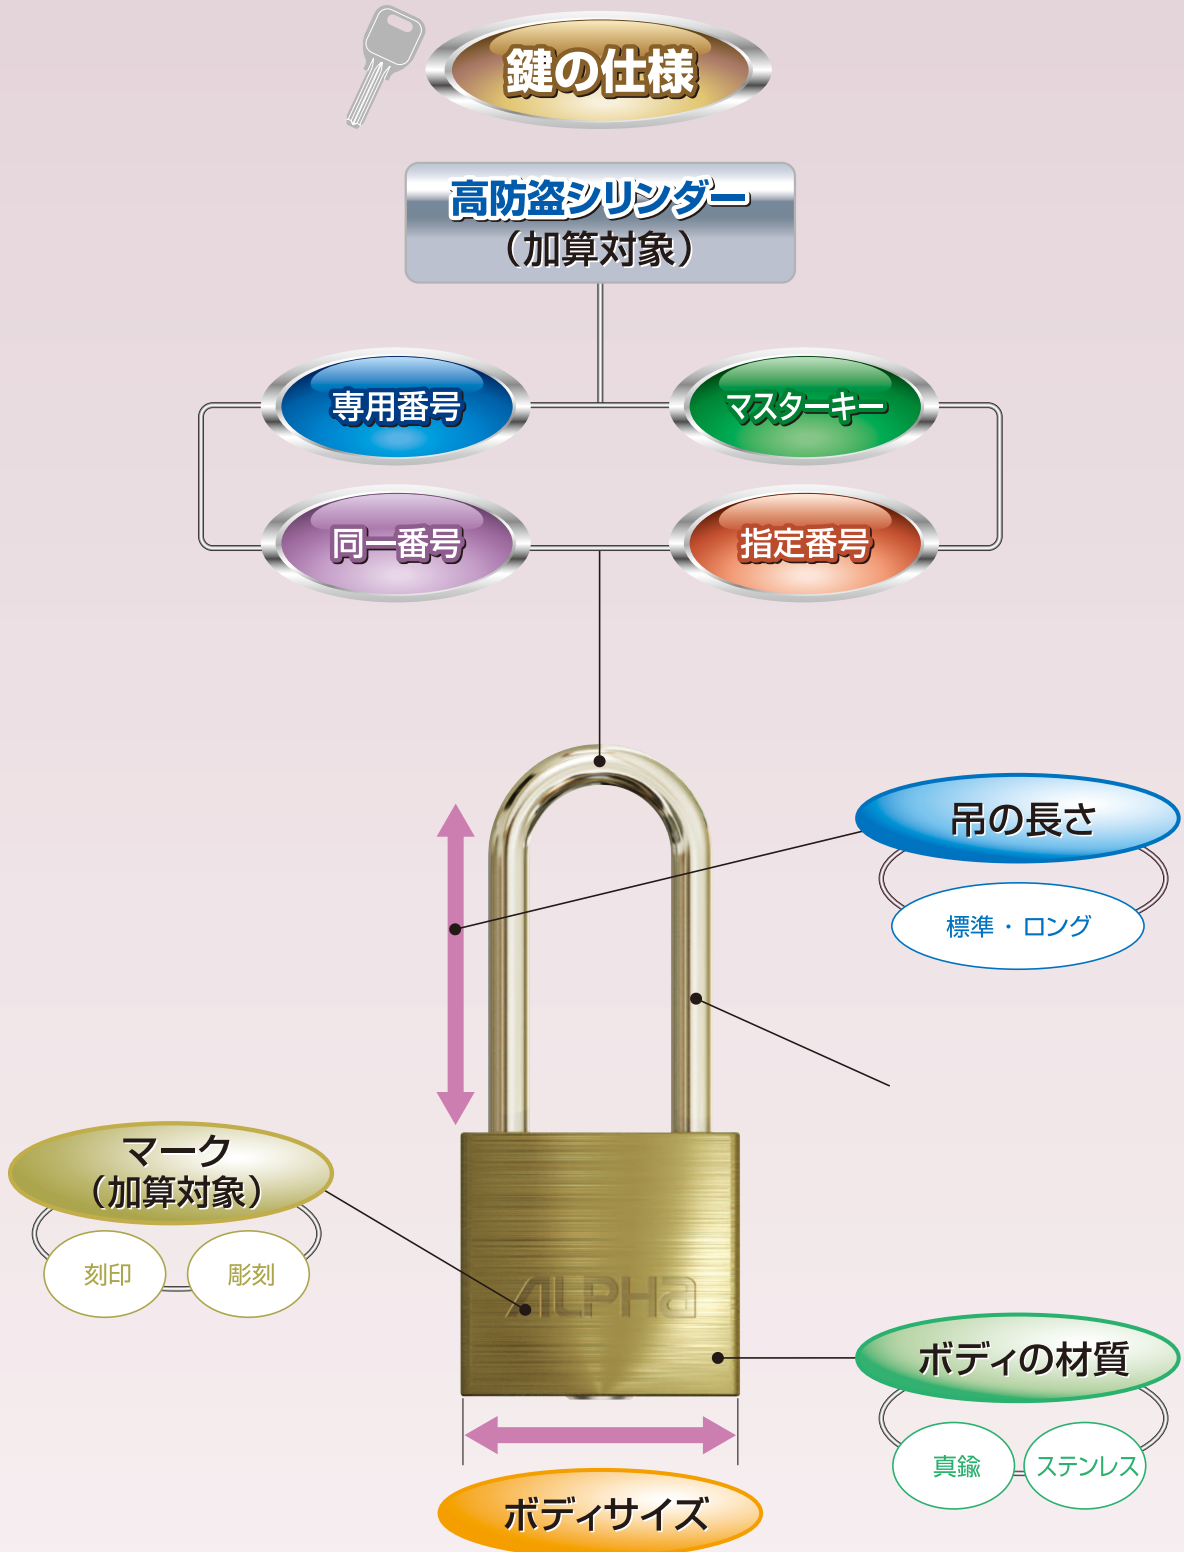 鍵の仕様
高防盗シリンダー
（加算対象）
専用番号
マスターキー
同一番号
指定番号
吊の長さ
標準・ロング
マーク
（加算対象）
刻印
彫刻
ALPHA
ボディの材質
真鍮
ステンレス
ボディサイズ